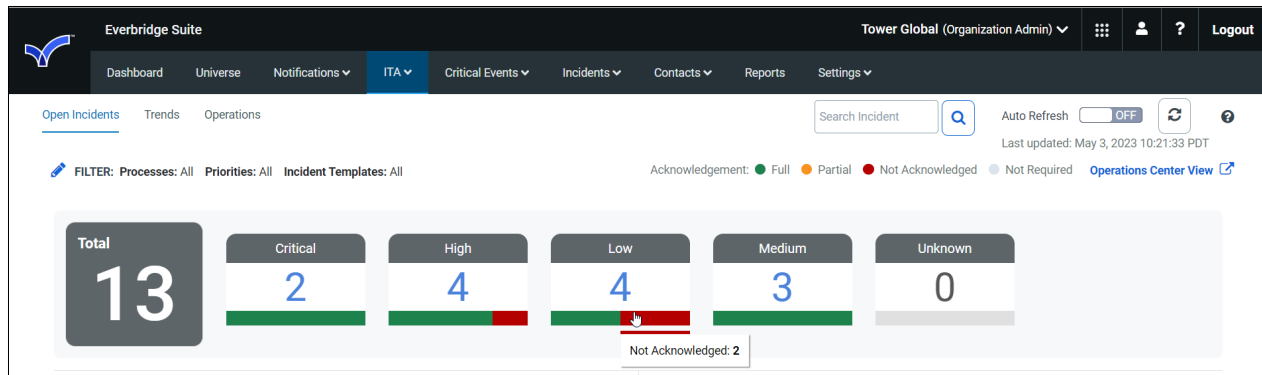 Everbridge Suite
Tower Global (Organization Admin)
?
Logout
Dashboard Universe Notifications ITA Critical Events Incidents Contacts Reports Settings
Open Incidents Trends Operations
Search Incident
Auto Refresh OFF
?
Last updated: May 3, 2023 10:21:33 PDT
FILTER: Processes: All Priorities: All Incident Templates: All
Acknowledgement: Full Partial Not Acknowledged Not Required Operations Center View
Total
13
Critical
2
High
4
Low
4
Medium
3
Unknown
0
Not Acknowledged: 2